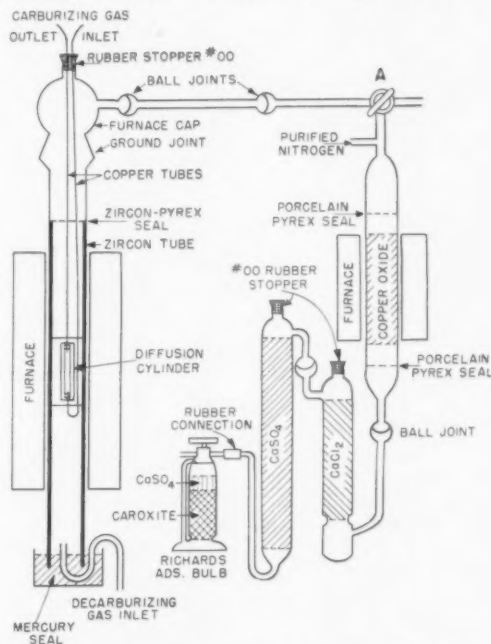 CARBURIZING GAS
OUTLET INLET
RUBBER STOPPER #00
BALL JOINTS
A
FURNACE CAP
GROUND JOINT
PURIFIED
NITROGEN
COPPER TUBES
ZIRCON-PYREX
SEAL
ZIRCON TUBE
PORCELAIN
PYREX SEAL
#00 RUBBER
STOPPER
FURNACE
COPPER OXIDE
FURNACE
DIFFUSION
CYLINDER
PORCELAIN
PYREX SEAL
RUBBER
CONNECTION
CaSO4
CaCl2
BALL JOINT
CaSO4
CAROXITE
RICHARDS
ADS. BULB
MERCURY
SEAL
DECARBURIZING
GAS INLET